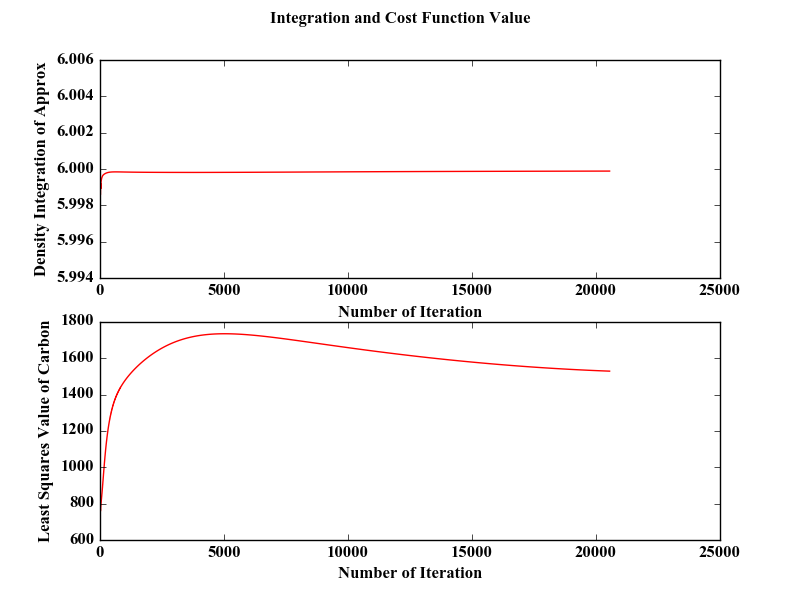 Integration and Cost Function Value
Density Integration of Approx
6.006
6.004
6.002
6.000
5.998
5.996
5.994
0 5000 10000 15000 20000 25000
Number of Iteration
Least Squares Value of Carbon
1800
1600
1400
1200
1000
800
600
0 5000 10000 15000 20000 25000
Number of Iteration